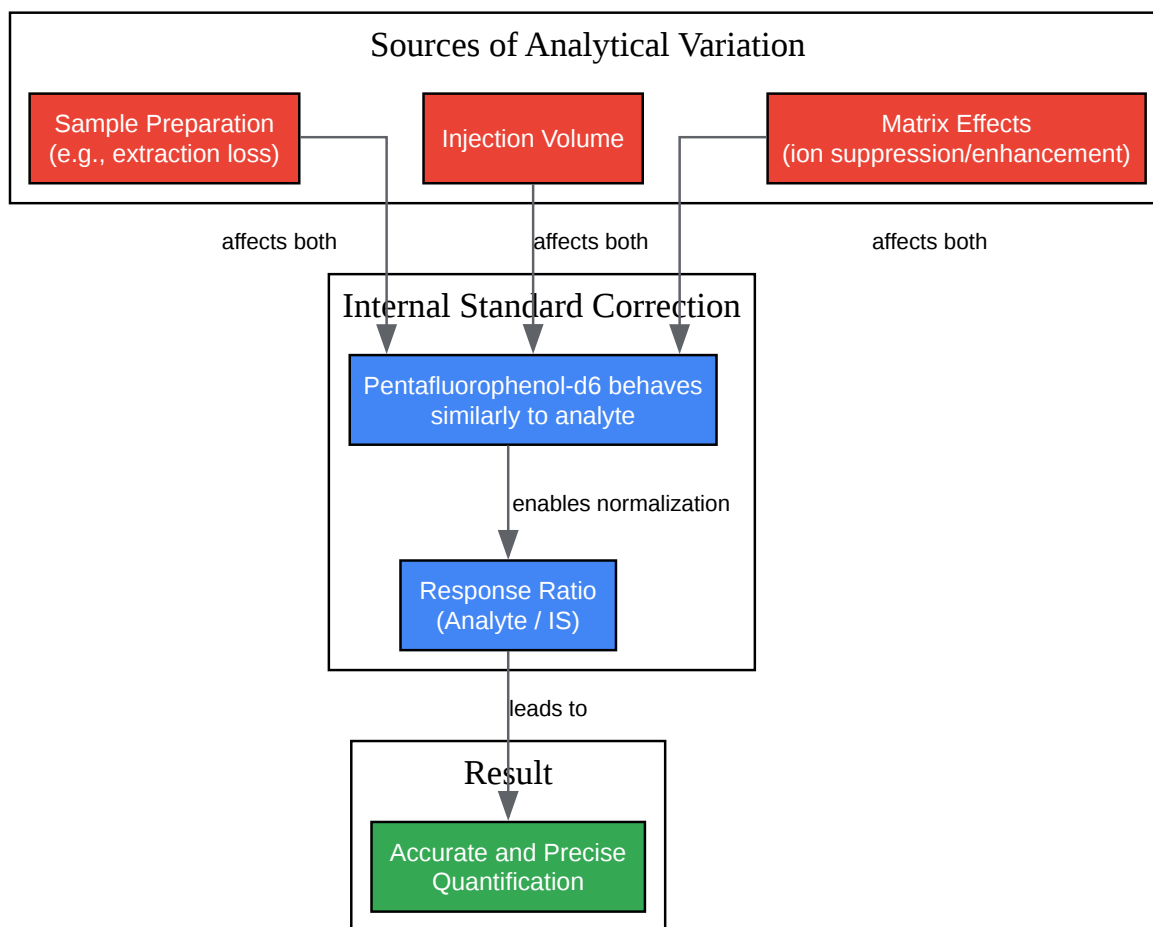 Sources of Analytical Variation
Sample Preparation
(e.g., extraction loss)
Injection Volume
Matrix Effects
(ion suppression/enhancement)
affects both
affects both
affects both
Internal Standard Correction
Pentafluorophenol-d6 behaves
similarly to analyte
enables normalization
Response Ratio
(Analyte / IS)
leads to
Result
Accurate and Precise
Quantification